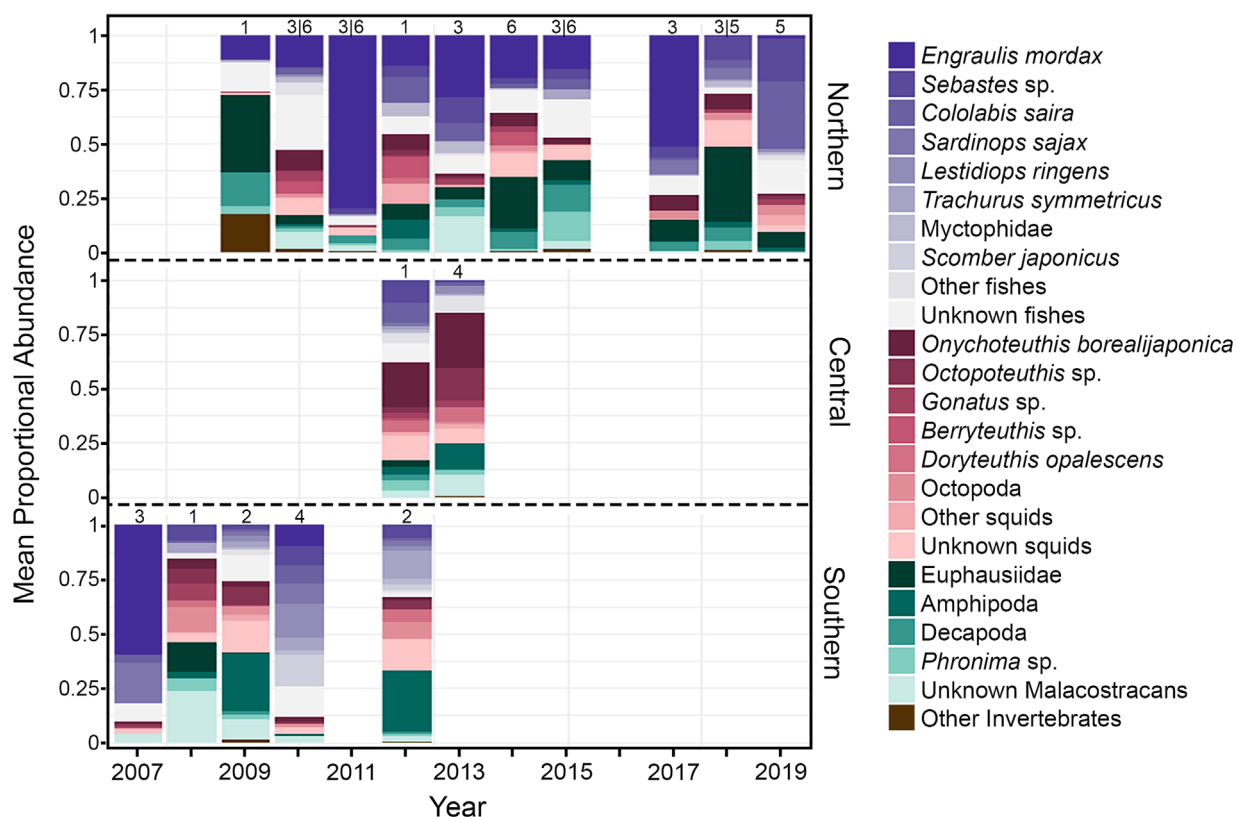 Mean Proportional Abundance
1 3|6 3|6 1 3 6 3|6 3 3|5 5
1
0.75
0.5
0.25
0
Northern
1 4
1
0.75
0.5
0.25
0
Central
3 1 2 4 2
1
0.75
0.5
0.25
0
Southern
2007 2009 2011 2013 2015 2017 2019
Year
Engraulis mordax
Sebastes sp.
Cololabis saira
Sardinops sajax
Lestidiops ringens
Trachurus symmetricus
Myctophidae
Scomber japonicus
Other fishes
Unknown fishes
Onychoteuthis borealijaponica
Octopoteuthis sp.
Gonatus sp.
Berryteuthis sp.
Doryteuthis opalescens
Octopoda
Other squids
Unknown squids
Euphausiidae
Amphipoda
Decapoda
Phronima sp.
Unknown Malacostracans
Other Invertebrates